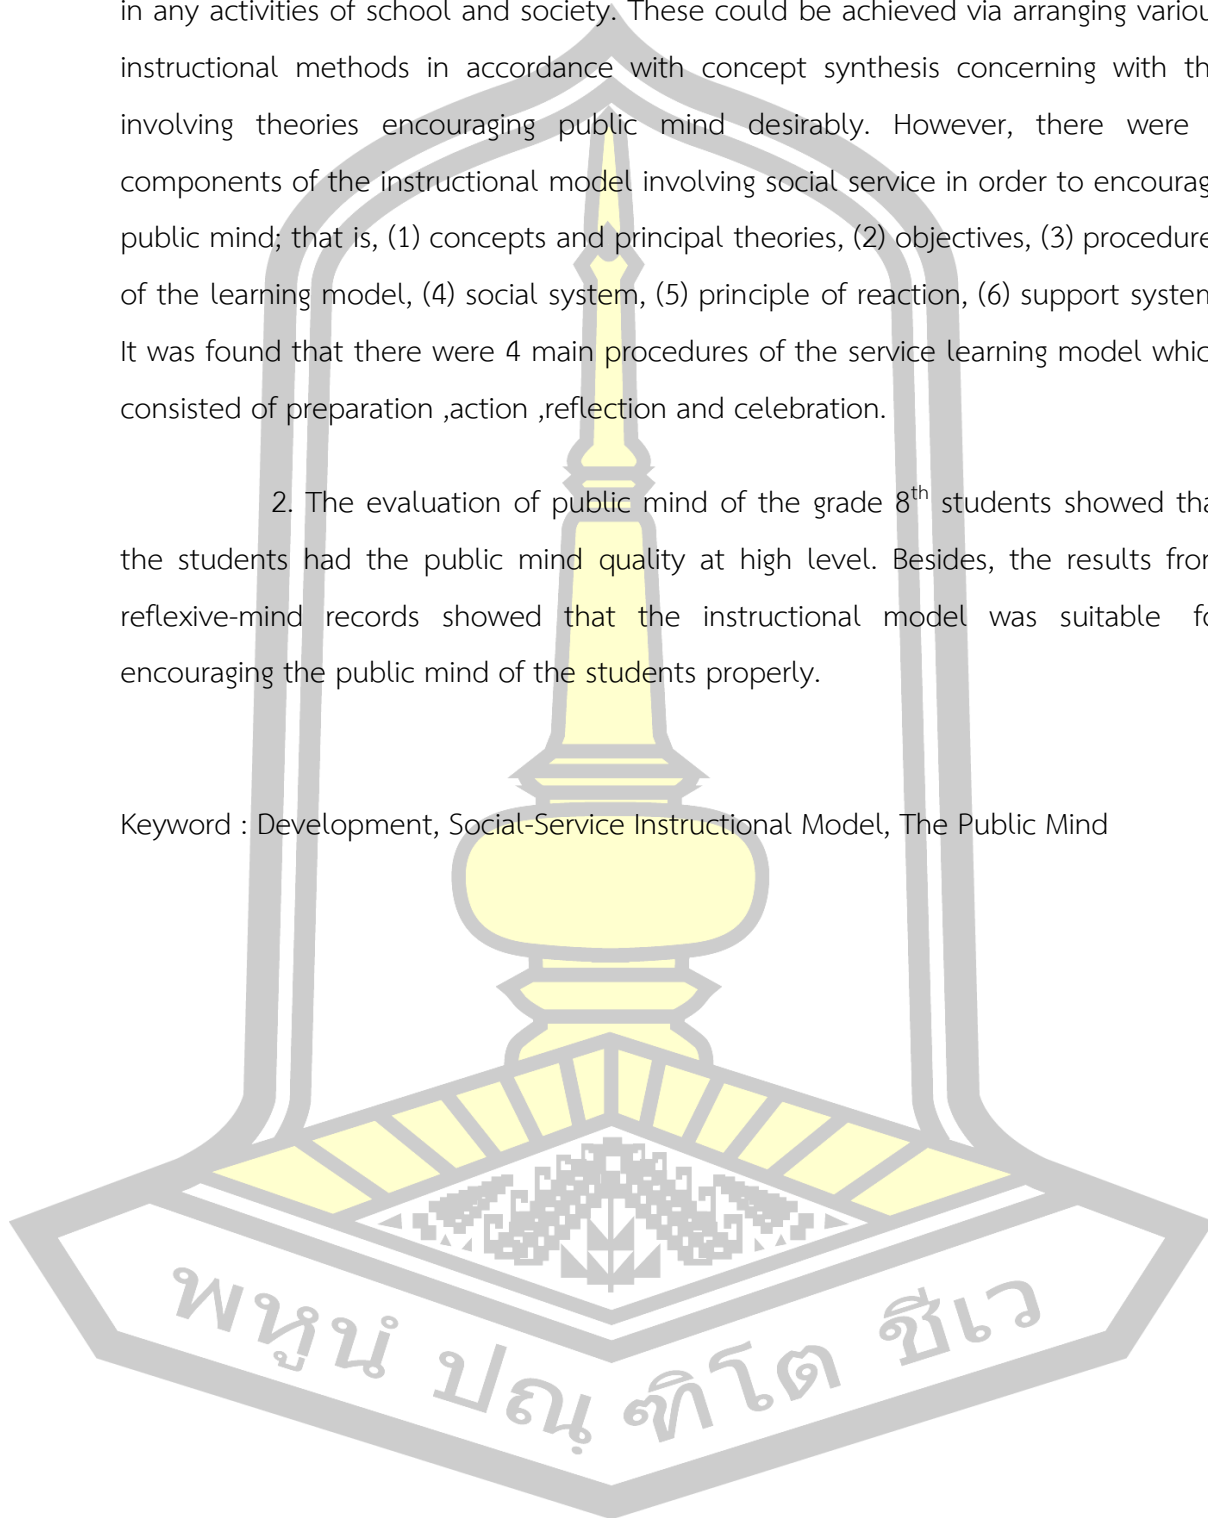 in any activities of school and society. These could be achieved via arranging variou
instructional methods in accordance with concept synthesis concerning with th
involving theories encouraging public mind desirably. However, there were
components of the instructional model involving social service in order to encourag
public mind; that is, (1) concepts and principal theories, (2) objectives, (3) procedure
of the learning model, (4) social system, (5) principle of reaction, (6) support system
It was found that there were 4 main procedures of the service learning model whic
consisted of preparation ,action ,reflection and celebration.
2. The evaluation of public mind of the grade 8th students showed tha
the students had the public mind quality at high level. Besides, the results from
reflexive-mind records showed that the instructional model was suitable fo
encouraging the public mind of the students properly.
Keyword : Development, Social-Service Instructional Model, The Public Mind
พหูนํ ปณฺฑิโต ชีเว